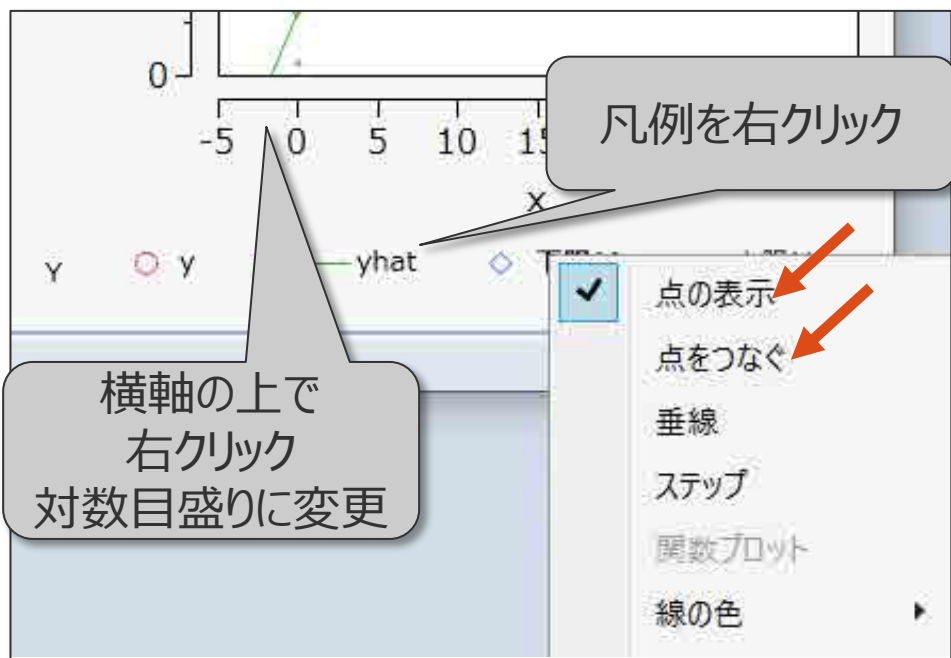 0
-5 0 5 10 15
凡例を右クリック
x
Y y yhat
横軸の上で
右クリック
対数目盛りに変更
点の表示
点をつなぐ
垂線
ステップ
関数プロット
線の色